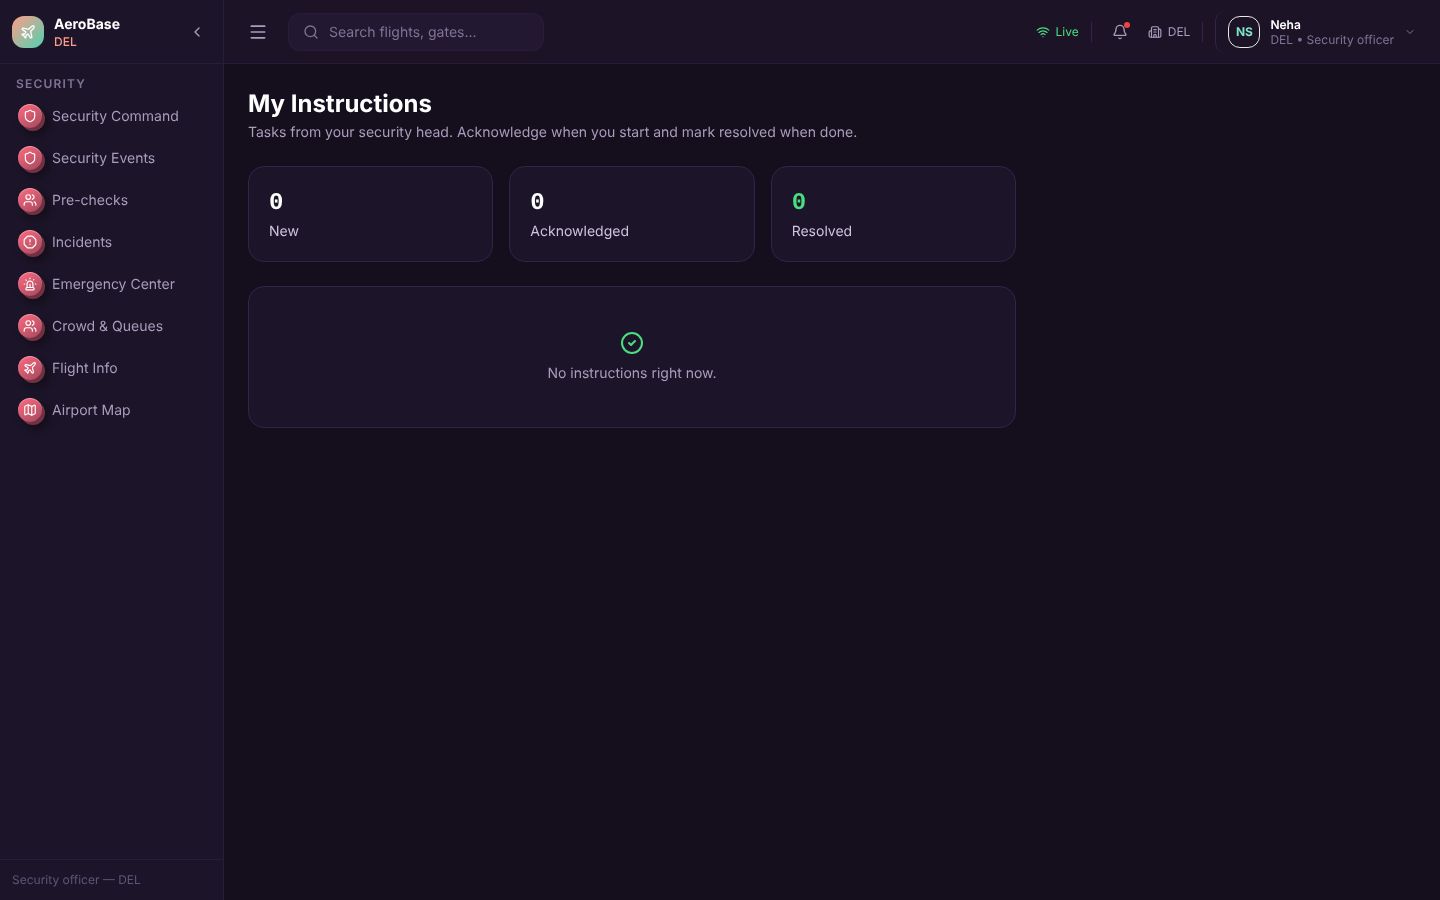 AeroBase
DEL
Search flights, gates...
Live
DEL
NS
Neha
DEL • Security officer
SECURITY
Security Command
Security Events
Pre-checks
Incidents
Emergency Center
Crowd & Queues
Flight Info
Airport Map
Security officer — DEL
My Instructions
Tasks from your security head. Acknowledge when you start and mark resolved when done.
0
New
0
Acknowledged
0
Resolved
No instructions right now.